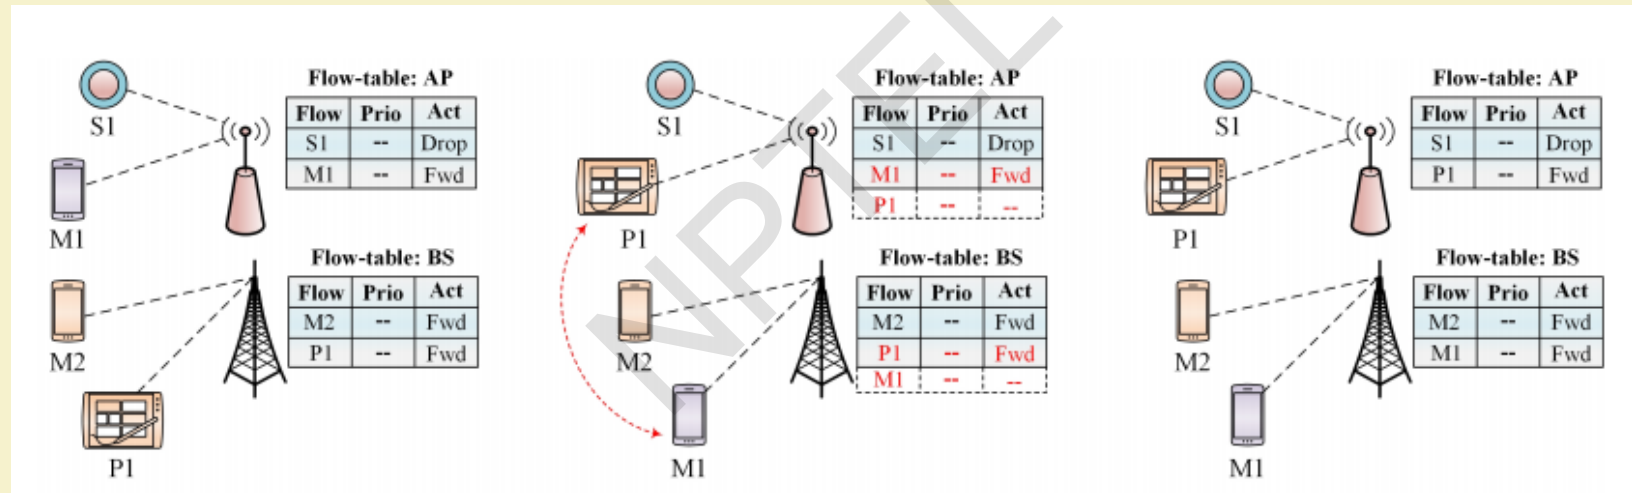 Flow-table: AP
Flow Prio Act
S1 -- Drop
M1 -- Fwd
S1
M1
Flow-table: BS
Flow Prio Act
M2 -- Fwd
P1 -- Fwd
M2
P1
Flow-table: AP
Flow Prio Act
S1 -- Drop
M1 -- Fwd
P1 -- --
S1
P1
Flow-table: BS
Flow Prio Act
M2 -- Fwd
P1 -- Fwd
M1 -- --
M2
M1
Flow-table: AP
Flow Prio Act
S1 -- Drop
P1 -- Fwd
S1
P1
Flow-table: BS
Flow Prio Act
M2 -- Fwd
M1 -- Fwd
M2
M1
NPTEL